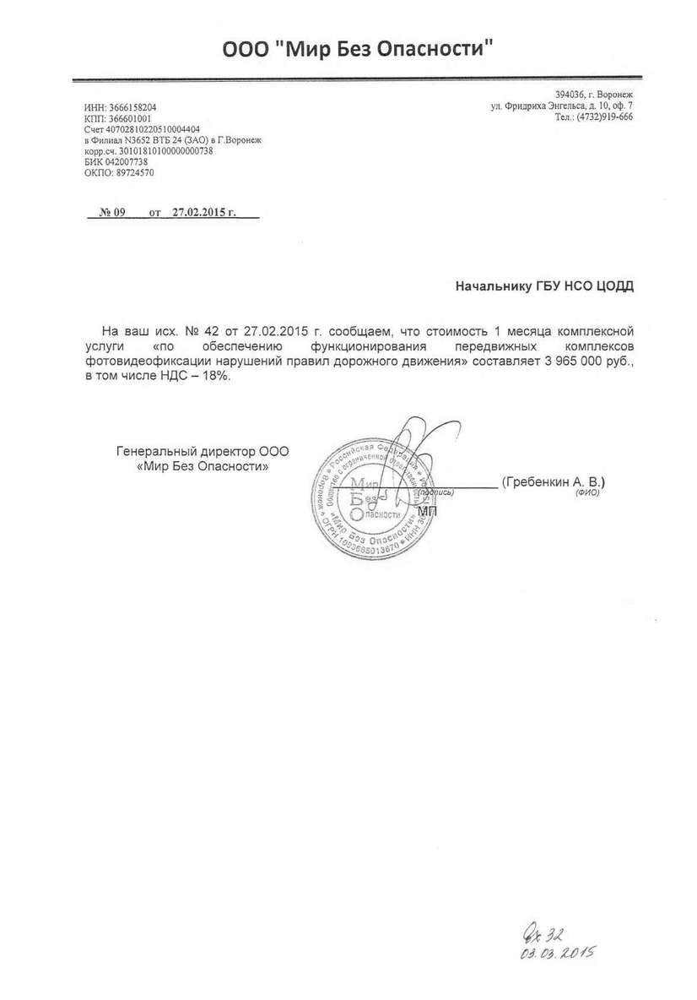 ООО "Мир Без Опасности"
394036, г. Воронеж
ул. Фридриха Энгельса, д. 10, оф. 7
Тел.: (4732)919-666
ИНН: 3666158204
КПП: 366601001
Счет 40702810220510004404
в Филиал N3652 ВТБ 24 (ЗАО) в Г.Воронеж
корр.сч. 30101810100000000738
БИК 042007738
ОКПО: 89724570
№ 09 от 27.02.2015 г.
Начальнику ГБУ НСО ЦОДД
На ваш исх. № 42 от 27.02.2015 г. сообщаем, что стоимость 1 месяца комплексной
услуги «по обеспечению функционирования передвижных комплексов
фотовидеофиксации нарушений правил дорожного движения» составляет 3 965 000 руб.,
в том числе НДС – 18%.
Генеральный директор ООО
«Мир Без Опасности»
(Гребенкин А. В.)
(подпись)
(ФИО)
МП
Российская Федерация * Воронеж
Общество с ограниченной ответственностью
«Мир Без Опасности»
ОГРН 1093668013670 * ИНН
Мир
Без
Опасности
вх 32
03.03.2015